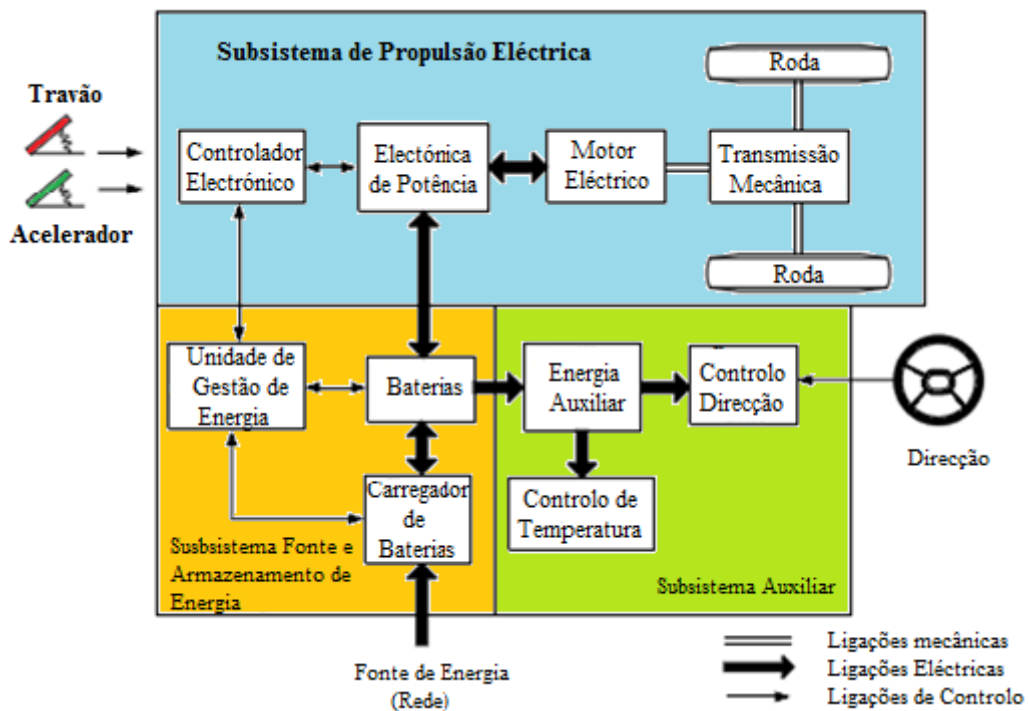 Subsistema de Propulsão Eléctrica
Roda
Travão
Controlador
Electrónico
Electónica
de Potência
Motor
Eléctrico
Transmissão
Mecânica
Acelerador
Roda
Unidade de
Gestão de
Energia
Baterias
Energia
Auxiliar
Controlo
Direcção
Direcção
Carregador
de
Baterias
Controlo de
Temperatura
Susbsistema Fonte e
Armazenamento de
Energia
Subsistema Auxiliar
Fonte de Energia
(Rede)
Ligações mecânicas
Ligações Eléctricas
Ligações de Controlo